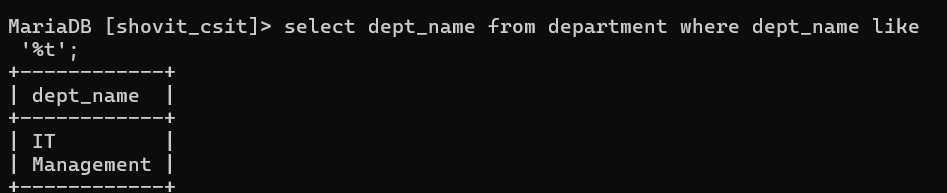 MariaDB [shovit_csit]> select dept_name from department where dept_name like
 '%t';
+------------+
| dept_name  |
+------------+
| IT         |
| Management |
+------------+